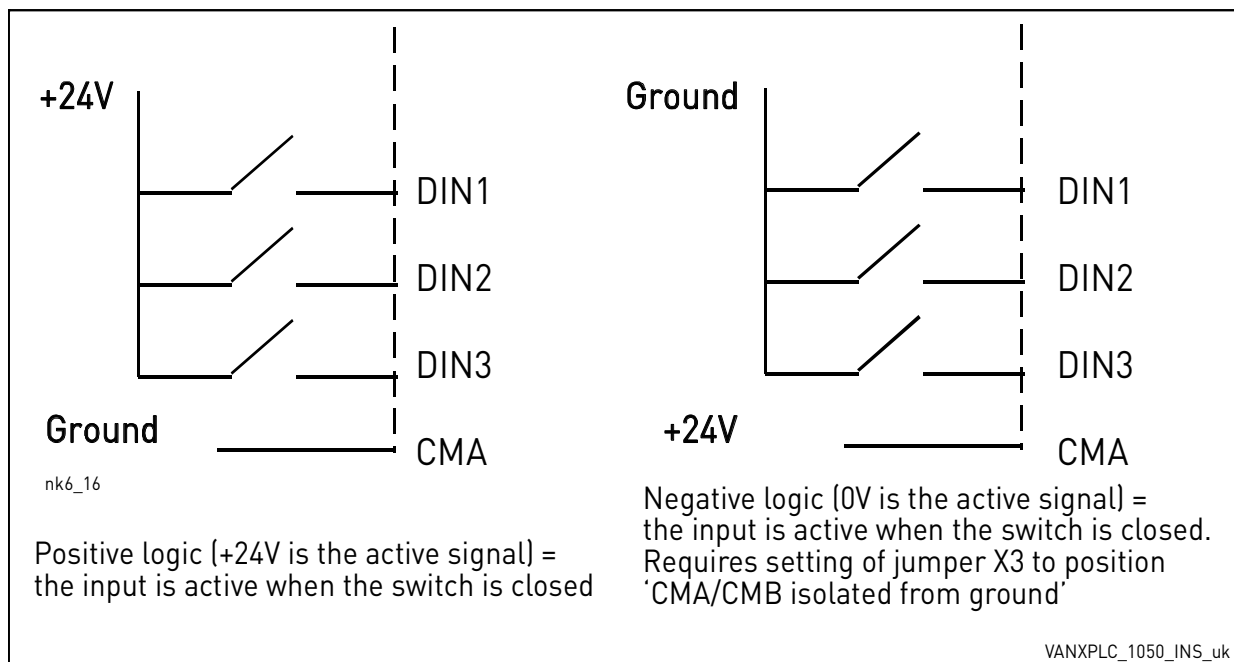 +24V
DIN1
DIN2
DIN3
Ground
CMA
nk6_16
Positive logic (+24V is the active signal) =
the input is active when the switch is closed
Ground
DIN1
DIN2
DIN3
+24V
CMA
Negative logic (0V is the active signal) =
the input is active when the switch is closed.
Requires setting of jumper X3 to position
‘CMA/CMB isolated from ground’
VANXPLC_1050_INS_uk